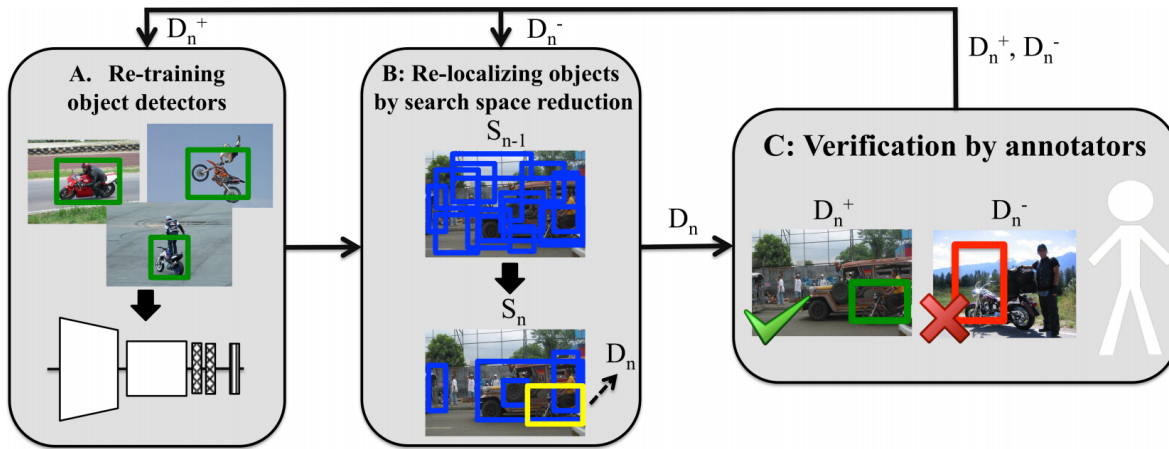 Dₙ⁺
Dₙ⁻
Dₙ⁺, Dₙ⁻
A. Re-training
object detectors
B: Re-localizing objects
by search space reduction
Sₙ₋₁
Sₙ
Dₙ
Dₙ
C: Verification by annotators
Dₙ⁺
Dₙ⁻